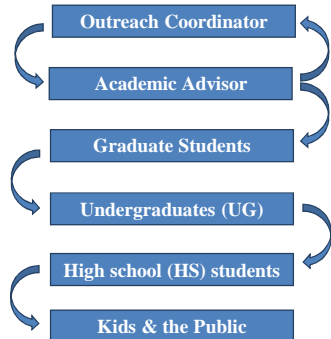 Outreach Coordinator
Academic Advisor
Graduate Students
Undergraduates (UG)
High school (HS) students
Kids & the Public